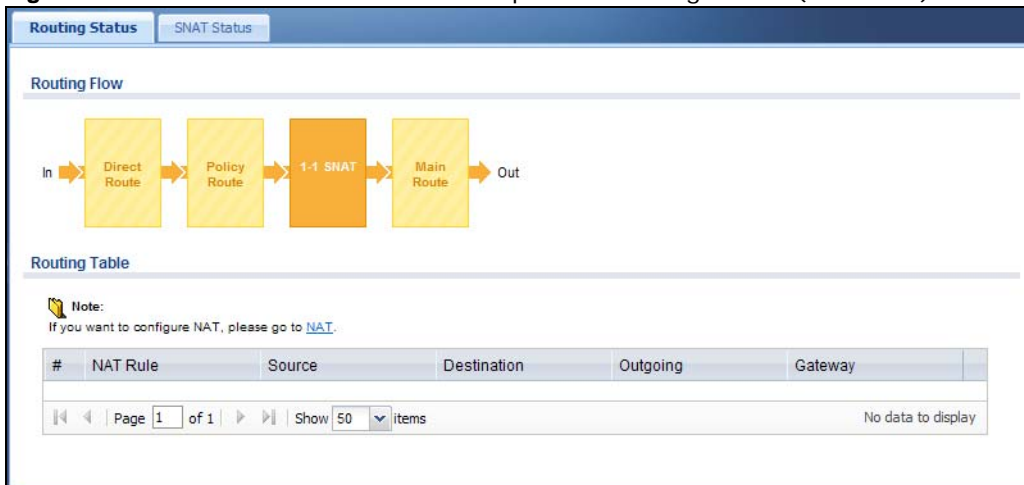 Routing Status
SNAT Status
Routing Flow
In
Direct
Route
Policy
Route
1-1 SNAT
Main
Route
Out
Routing Table
Note:
If you want to configure NAT, please go to NAT.
# NAT Rule Source Destination Outgoing Gateway
Page 1 of 1 Show 50 items No data to display